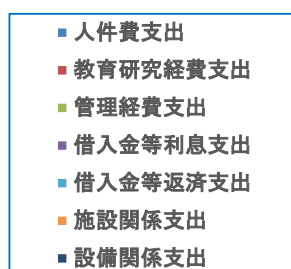 人件費支出
教育研究経費支出
管理経費支出
借入金等利息支出
借入金等返済支出
施設関係支出
設備関係支出